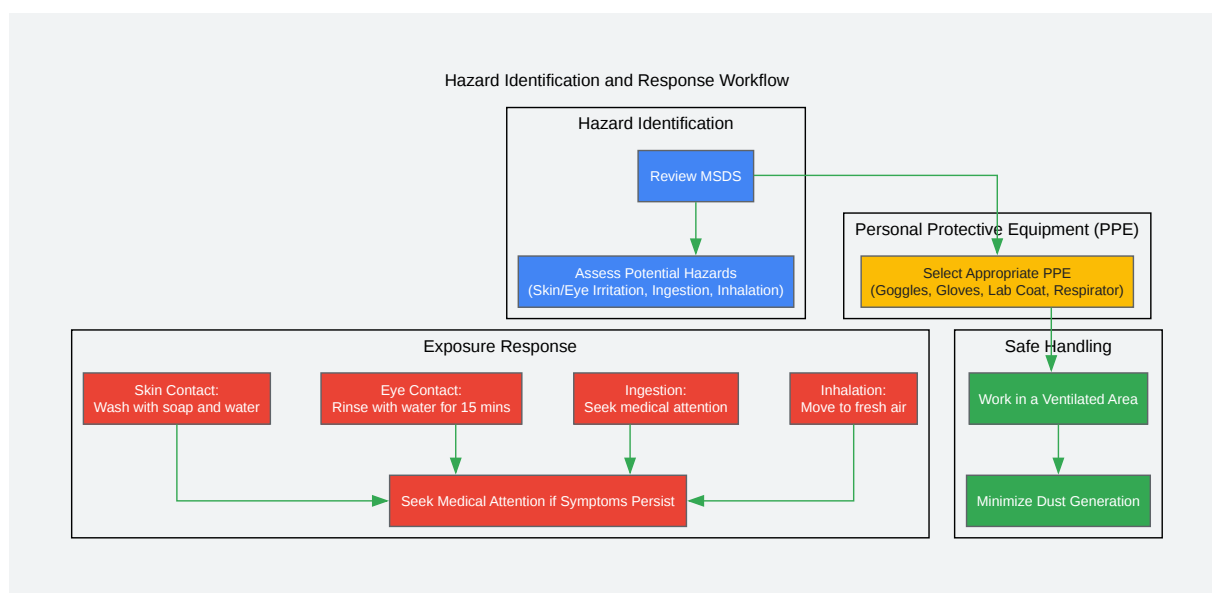 Hazard Identification and Response Workflow
Hazard Identification
Review MSDS
Assess Potential Hazards
(Skin/Eye Irritation, Ingestion, Inhalation)
Personal Protective Equipment (PPE)
Select Appropriate PPE
(Goggles, Gloves, Lab Coat, Respirator)
Exposure Response
Skin Contact:
Wash with soap and water
Eye Contact:
Rinse with water for 15 mins
Ingestion:
Seek medical attention
Inhalation:
Move to fresh air
Seek Medical Attention if Symptoms Persist
Safe Handling
Work in a Ventilated Area
Minimize Dust Generation